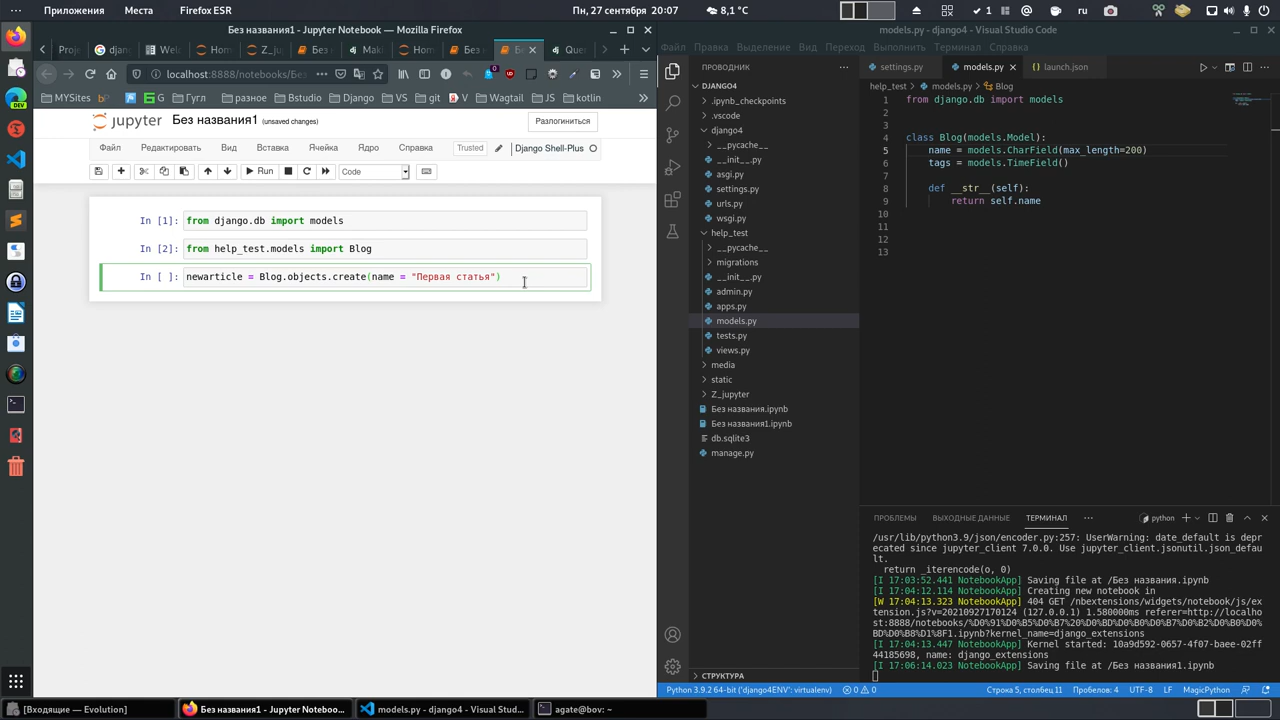 Приложения Места Firefox ESR Пн, 27 сентября 20:07 8,1 °C 1 ru
Без названия1 - Jupyter Notebook — Mozilla Firefox
localhost:8888/notebooks/Бе
MYSites G Гугл разное Bstudio Django VS git V Wagtail JS kotlin
jupyter Без названия1 (unsaved changes) Разлогиниться
Файл Редактировать Вид Вставить Ячейка Ядро Справка Trusted Django Shell-Plus
Run Code
In [1]: from django.db import models
In [2]: from help_test.models import Blog
In [ ]: newarticle = Blog.objects.create(name = "Первая статья")
models.py - django4 - Visual Studio Code
Файл Правка Выделение Вид Переход Выполнить Терминал Справка
ПРОВОДНИК
DJANGO4
.ipynb_checkpoints
.vscode
django4
__pycache__
__init__.py
asgi.py
settings.py
urls.py
wsgi.py
help_test
__pycache__
migrations
__init__.py
admin.py
apps.py
models.py
tests.py
views.py
media
static
Z_jupyter
Без названия.ipynb
Без названия1.ipynb
db.sqlite3
manage.py
СТРУКТУРА
settings.py models.py launch.json
help_test > models.py > Blog
1 from django.db import models
2
3
4 class Blog(models.Model):
5 name = models.CharField(max_length=200)
6 tags = models.TimeField()
7
8 def __str__(self):
9 return self.name
10
11
12
13
ПРОБЛЕМЫ ВЫХОДНЫЕ ДАННЫЕ ТЕРМИНАЛ python
/usr/lib/python3.9/json/encoder.py:257: UserWarning: date_default is depr
ecated since jupyter_client 7.0.0. Use jupyter_client.jsonutil.json_defau
lt.
return _iterencode(o, 0)
[I 17:03:52.441 NotebookApp] Saving file at /Без названия.ipynb
[I 17:04:12.114 NotebookApp] Creating new notebook in
[W 17:04:13.323 NotebookApp] 404 GET /nbextensions/widgets/notebook/js/ex
tension.js?v=20210927170124 (127.0.0.1) 1.580000ms referer=http://localho
st:8888/notebooks/%D0%91%D0%B5%D0%B7%20%D0%BD%D0%B0%D0%B7%D0%B2%D0%B0%D0%
BD%D0%B8%D1%8F1.ipynb?kernel_name=django_extensions
[I 17:04:13.447 NotebookApp] Kernel started: 10a9d592-0657-4f07-baee-02ff
44185698, name: django_extensions
[I 17:06:14.023 NotebookApp] Saving file at /Без названия1.ipynb
Python 3.9.2 64-bit ('django4ENV': virtualenv) 0 0 Строка 5, столбец 11 Пробелов: 4 UTF-8 LF MagicPython
[Входящие — Evolution] Без названия1 - Jupyter Noteboo... models.py - django4 - Visual Stud... agate@bov: ~